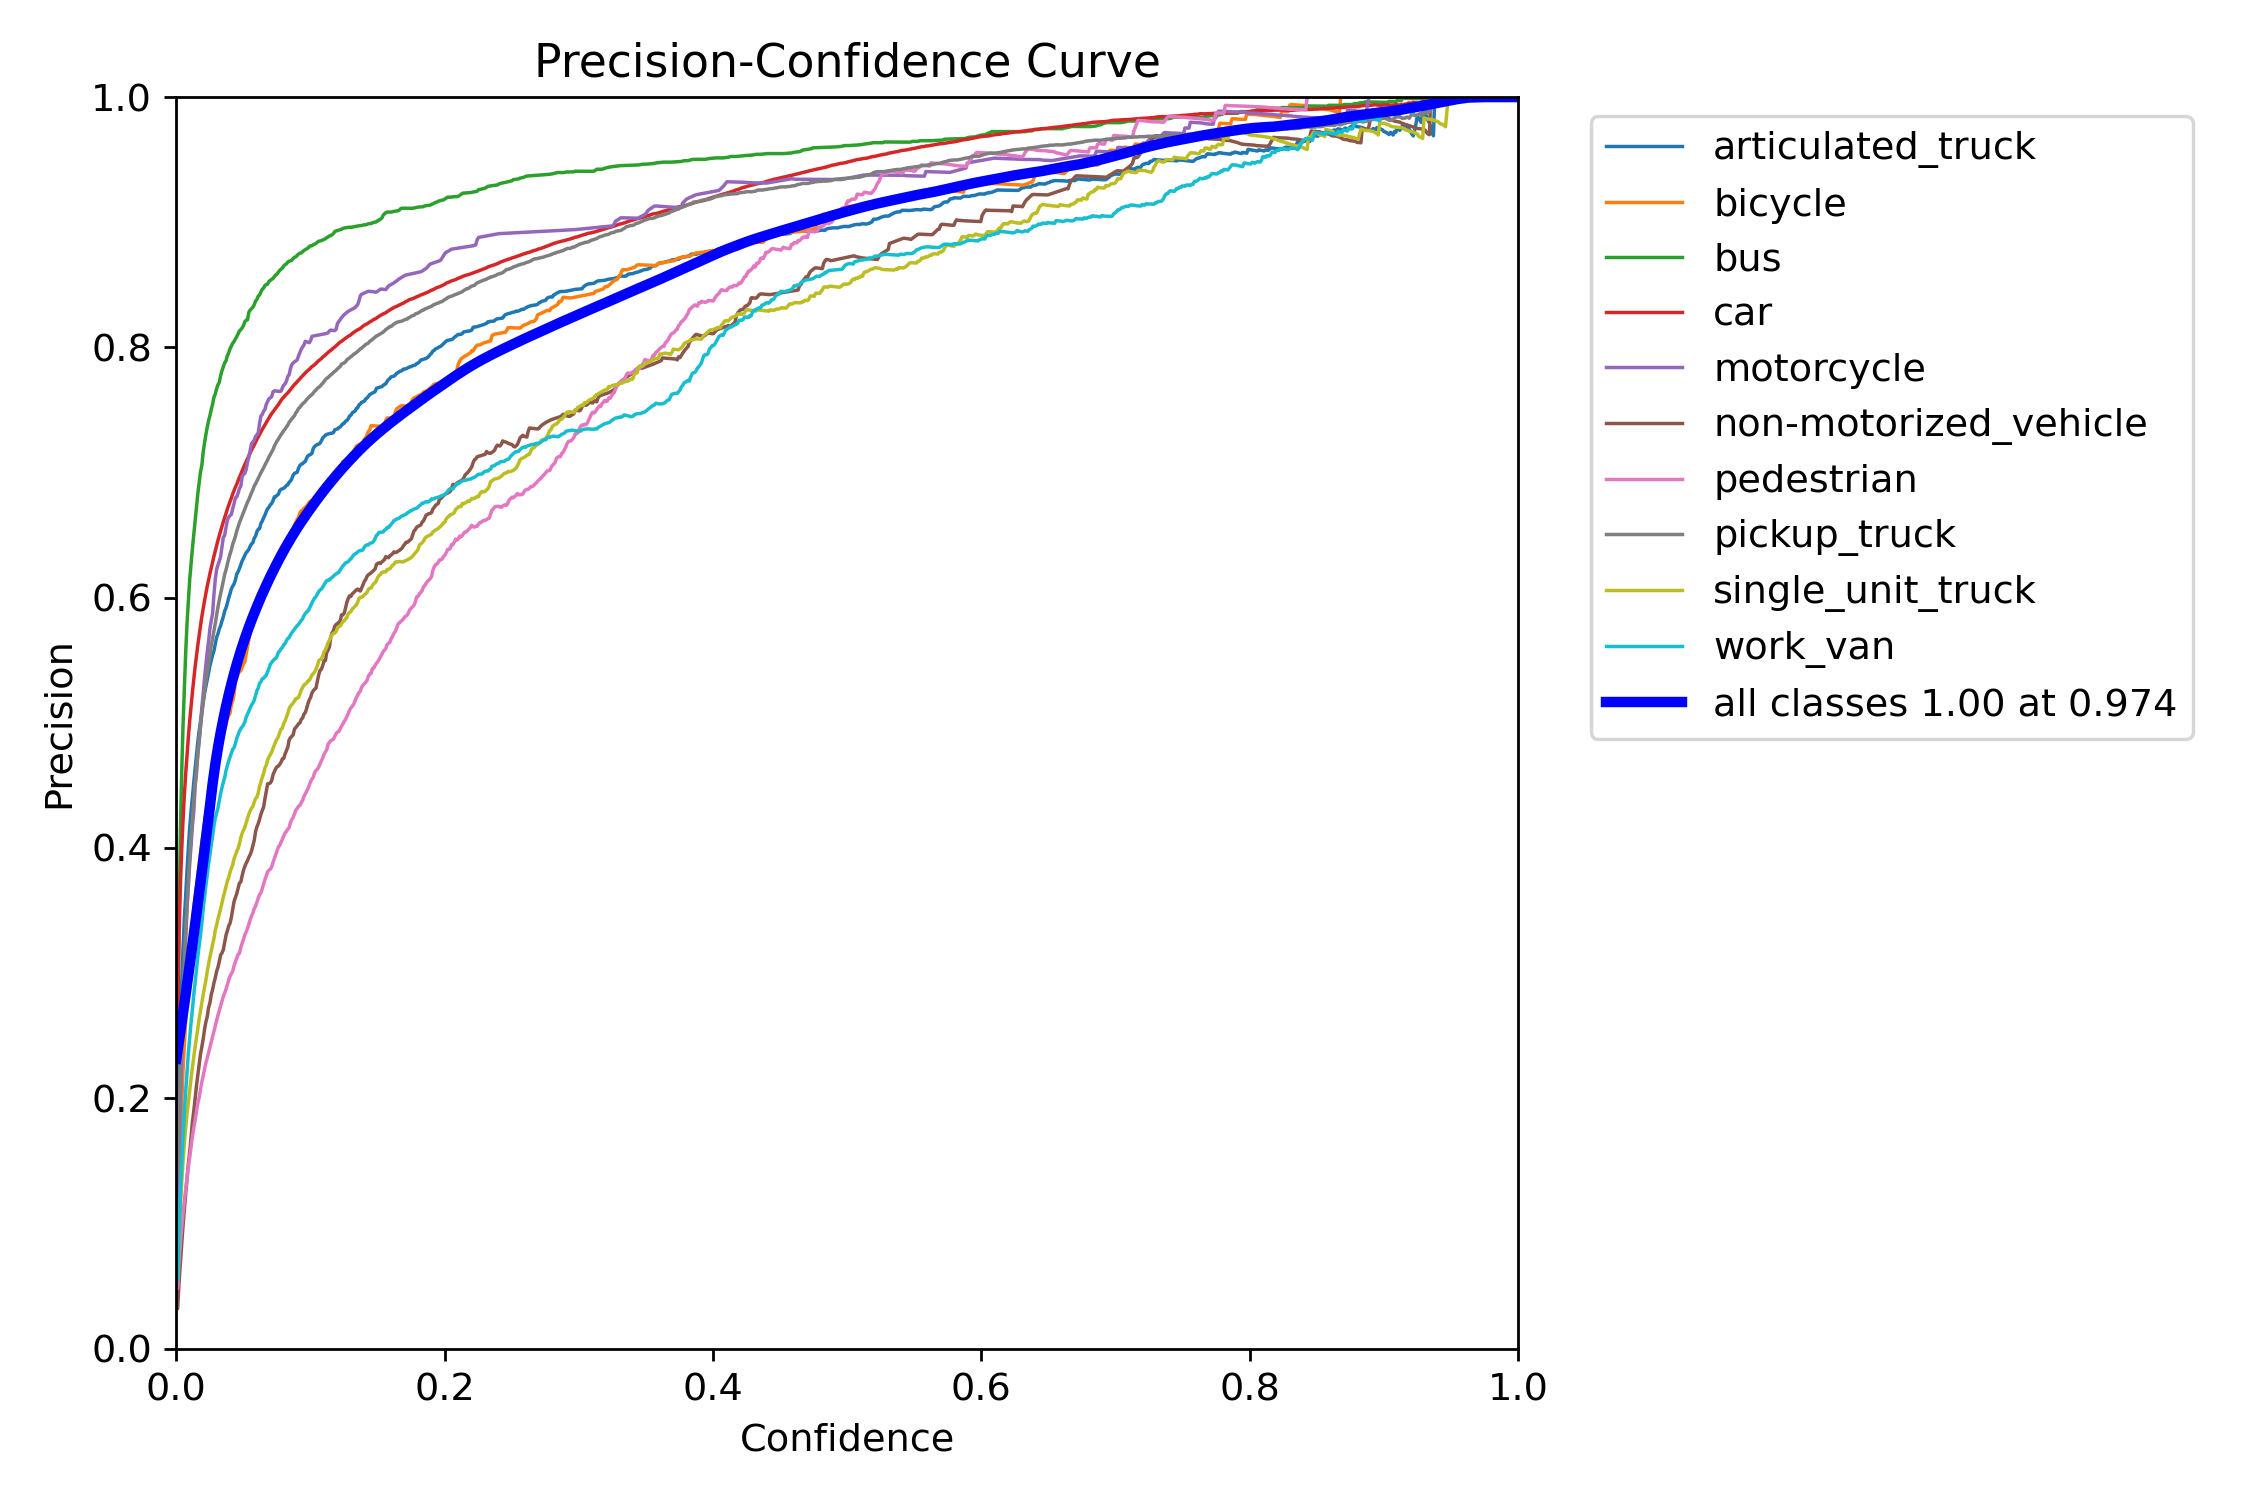 Precision-Confidence Curve
1.0
0.8
0.6
0.4
0.2
0.0
Precision
0.0 0.2 0.4 0.6 0.8 1.0
Confidence
articulated_truck
bicycle
bus
car
motorcycle
non-motorized_vehicle
pedestrian
pickup_truck
single_unit_truck
work_van
all classes 1.00 at 0.974